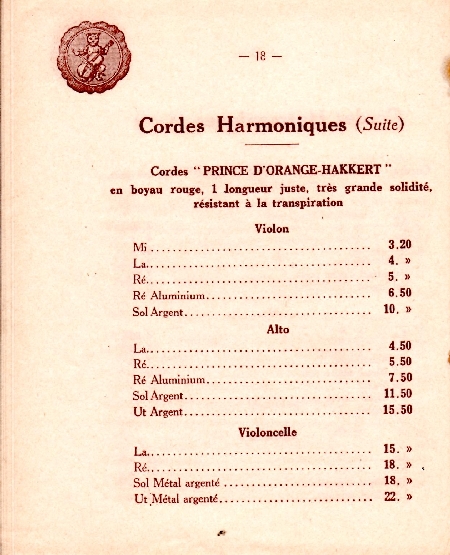 — 18 —
Cordes Harmoniques (Suite)
Cordes " PRINCE D'ORANGE-HAKKERT "
en boyau rouge, 1 longueur juste, très grande solidité,
résistant à la transpiration
Violon
Mi ........................................ 3.20
La........................................ 4. »
Ré........................................ 5. »
Ré Aluminium.............................. 6.50
Sol Argent................................ 10. »
Alto
La........................................ 4.50
Ré........................................ 5.50
Ré Aluminium.............................. 7.50
Sol Argent................................ 11.50
Ut Argent................................. 15.50
Violoncelle
La........................................ 15. »
Ré........................................ 18. »
Sol Métal argenté ........................ 18. »
Ut Métal argenté.......................... 22. »